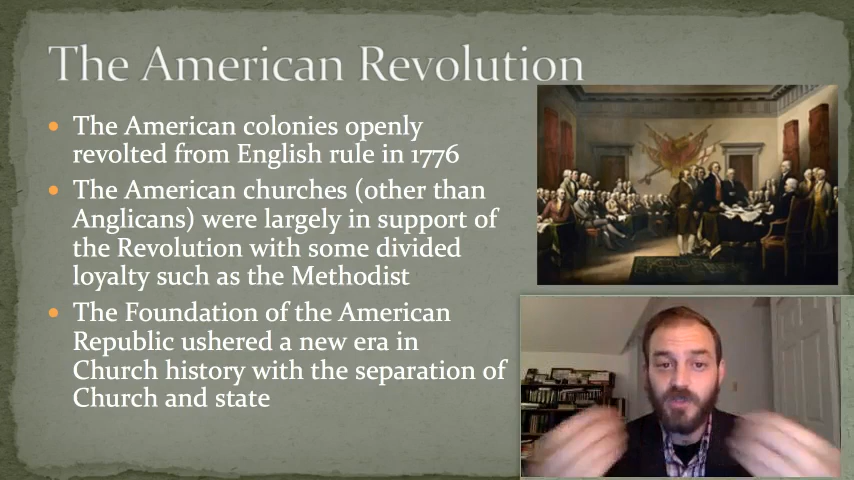 The American Revolution
The American colonies openly
revolted from English rule in 1776
The American churches (other than
Anglicans) were largely in support of
the Revolution with some divided
loyalty such as the Methodist
The Foundation of the American
Republic ushered a new era in
Church history with the separation of
Church and state